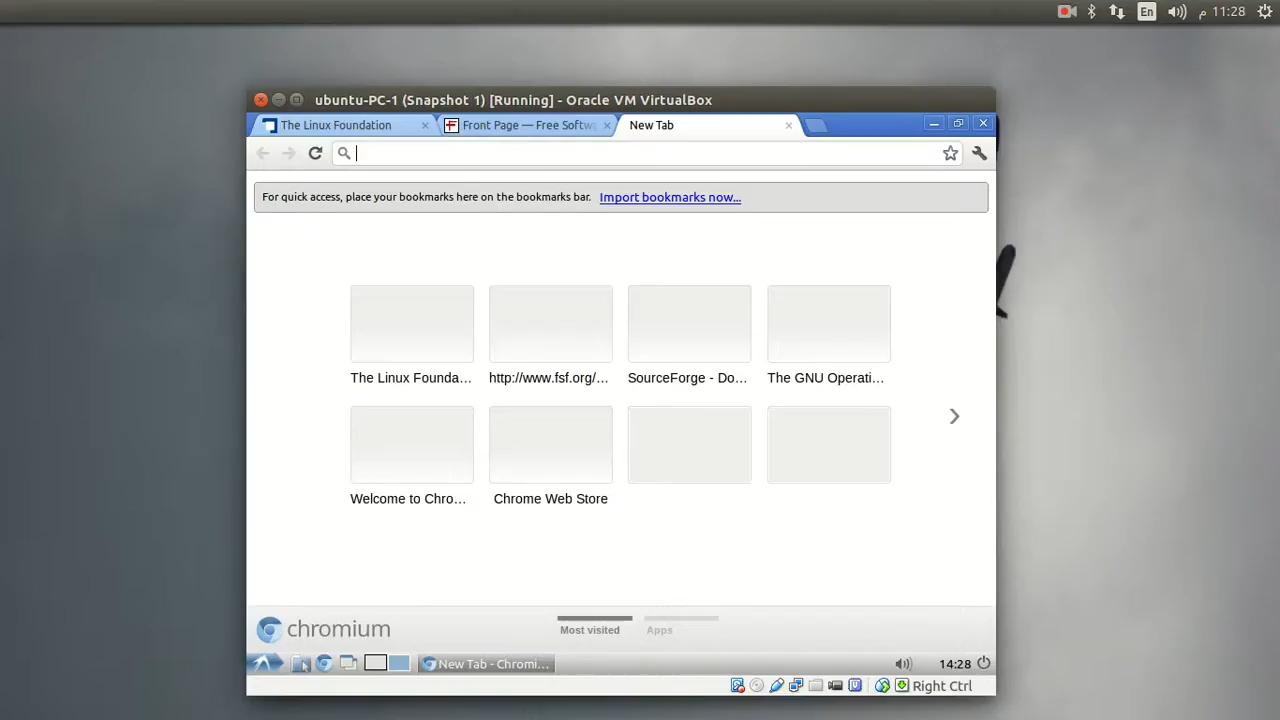 En
م 11:28
ubuntu-PC-1 (Snapshot 1) [Running] - Oracle VM VirtualBox
The Linux Foundation
Front Page — Free Softw
New Tab
For quick access, place your bookmarks here on the bookmarks bar. Import bookmarks now...
The Linux Founda...
http://www.fsf.org/...
SourceForge - Do...
The GNU Operati...
Welcome to Chro...
Chrome Web Store
chromium
Most visited
Apps
New Tab - Chromi...
14:28
Right Ctrl